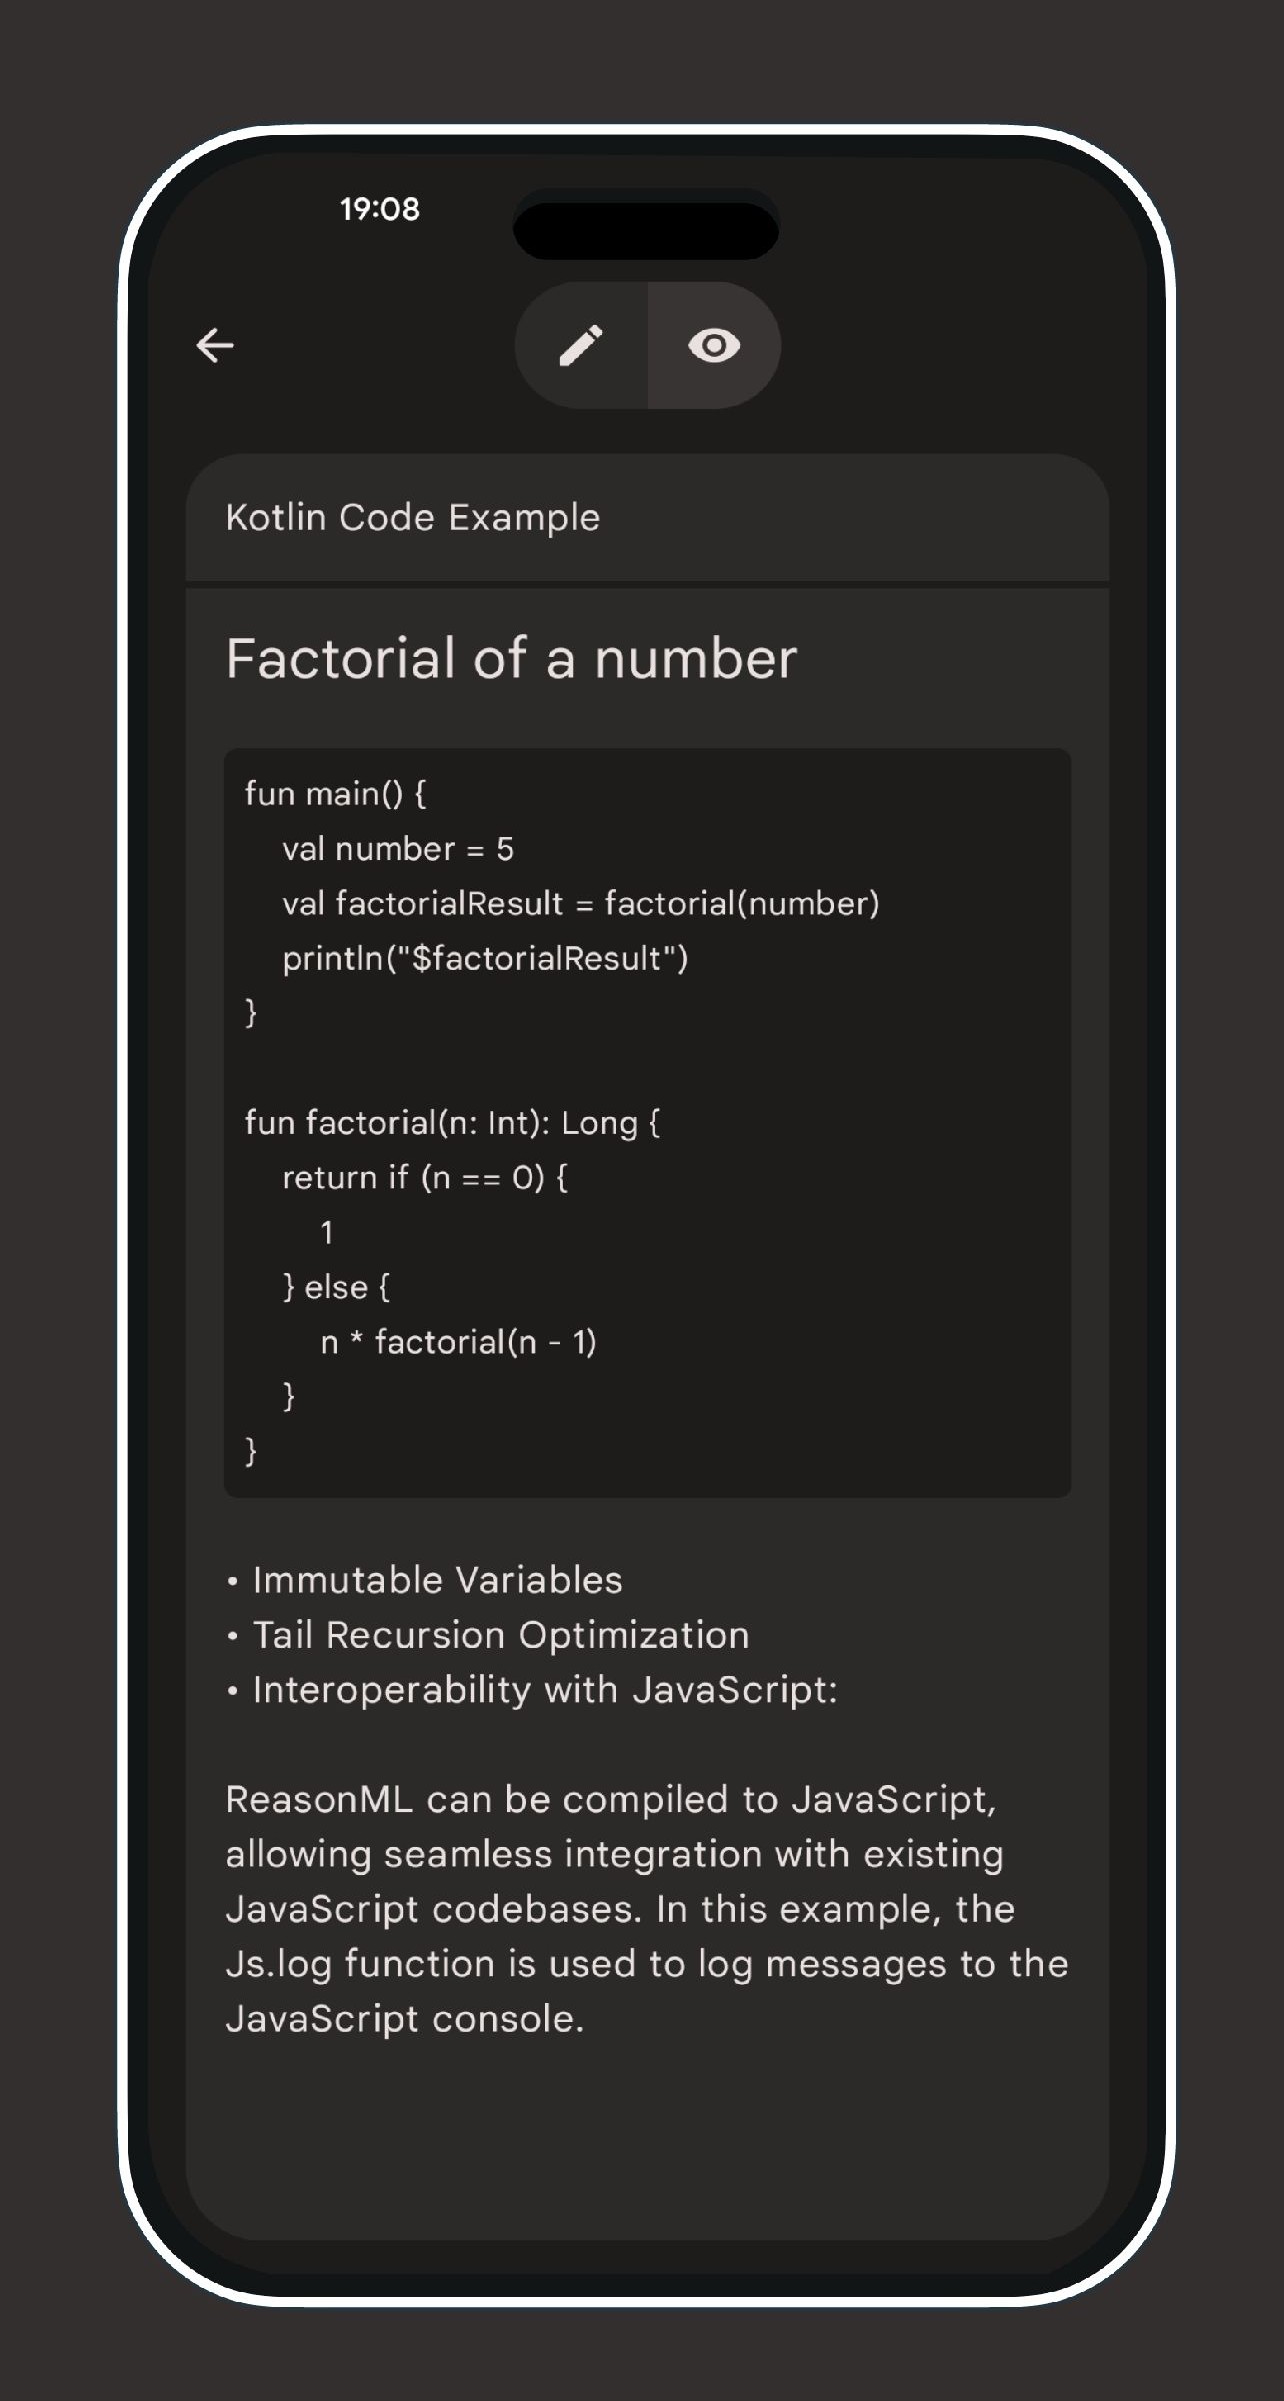 19:08
Kotlin Code Example
Factorial of a number
fun main() {
    val number = 5
    val factorialResult = factorial(number)
    println("$factorialResult")
}
fun factorial(n: Int): Long {
    return if (n == 0) {
        1
    } else {
        n * factorial(n - 1)
    }
}
• Immutable Variables
• Tail Recursion Optimization
• Interoperability with JavaScript:
ReasonML can be compiled to JavaScript,
allowing seamless integration with existing
JavaScript codebases. In this example, the
Js.log function is used to log messages to the
JavaScript console.